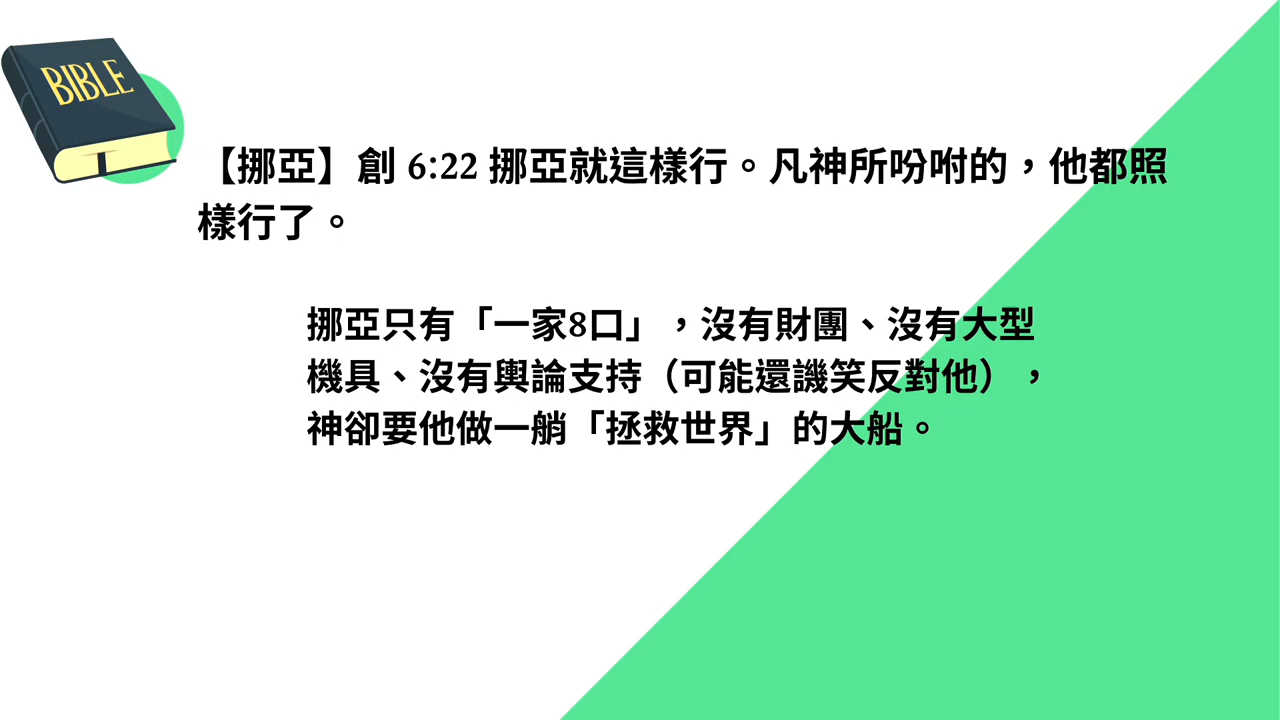 BIBLE
【挪亞】創 6:22 挪亞就這樣行。凡神所吩咐的，他都照
樣行了。
挪亞只有「一家8口」，沒有財團、沒有大型
機具、沒有輿論支持（可能還譏笑反對他），
神卻要他做一艄「拯救世界」的大船。